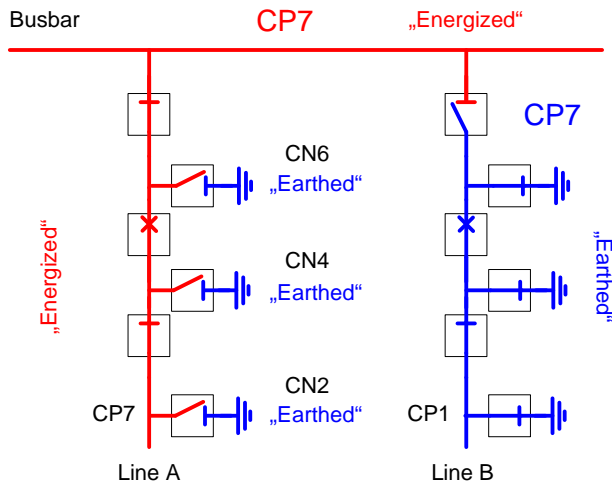 Busbar CP7 „Energized“
CP7
CN6
„Earthed“
„Energized“
CN4
„Earthed“
„Earthed“
CN2
CP7 „Earthed“ CP1
Line A Line B